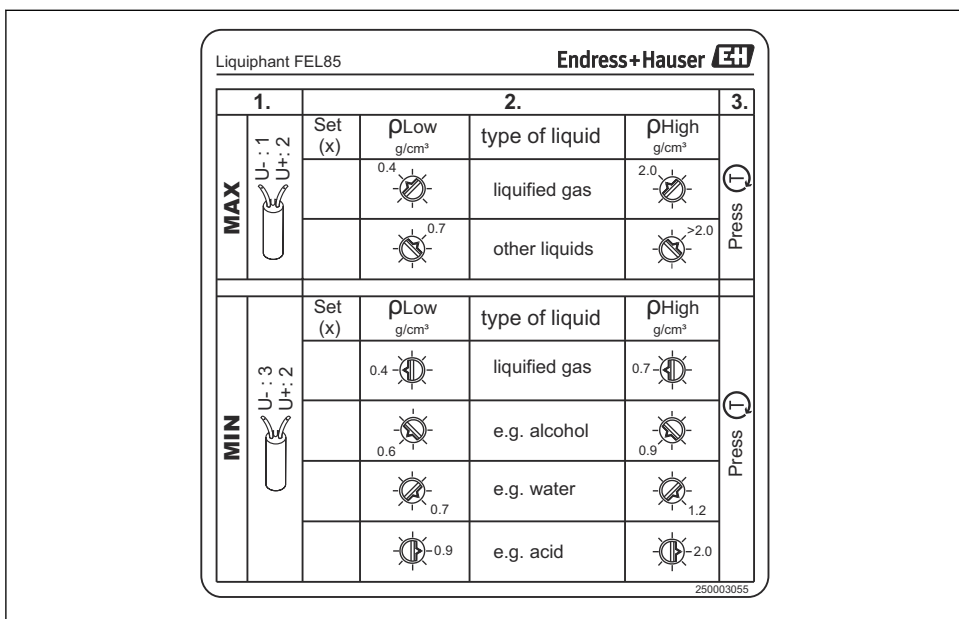 Liquiphant FEL85
Endress+Hauser EH
1. 2. 3.
MAX
U- : 1
U+: 2
Set (x) ρLow g/cm³ type of liquid ρHigh g/cm³
0.4 liquified gas 2.0
0.7 other liquids >2.0
Press T
MIN
U- : 3
U+: 2
Set (x) ρLow g/cm³ type of liquid ρHigh g/cm³
0.4 liquified gas 0.7
0.6 e.g. alcohol 0.9
0.7 e.g. water 1.2
0.9 e.g. acid 2.0
Press T
250003055